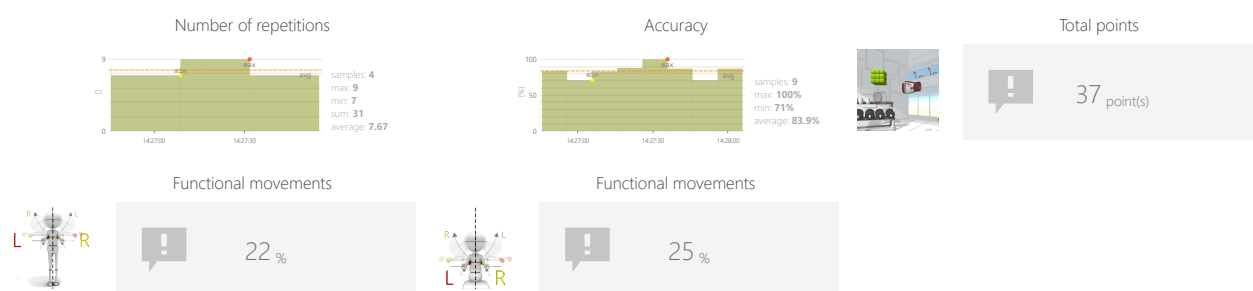 Number of repetitions
9
0
[]
min
max
avg
14:27:00
14:27:30
samples: 4
max: 9
min: 7
sum: 31
average: 7.67
Accuracy
100
50
0
[%]
min
max
avg
14:27:00
14:27:30
14:28:00
samples: 9
max: 100%
min: 71%
average: 83.9%
Total points
37 point(s)
Functional movements
R
L
L
R
22 %
Functional movements
R
L
L
R
25 %